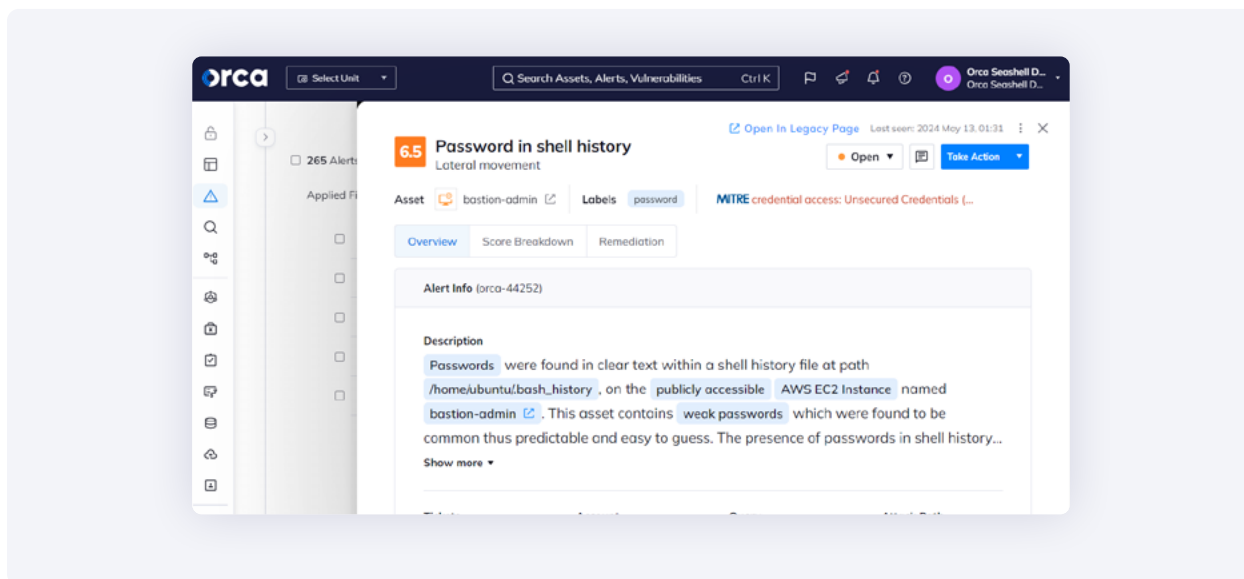 orca
Select Unit
Search Assets, Alerts, Vulnerabilities Ctrl K
O
Orca Seashell D...
Orca Seashell D...
Open In Legacy Page Last seen: 2024 May 13, 01:31
265 Alerts
Applied Fi
6.5
Password in shell history
Lateral movement
Open
Take Action
Asset bastion-admin Labels password MITRE credential access: Unsecured Credentials (...
Overview Score Breakdown Remediation
Alert Info (orca-44252)
Description
Passwords were found in clear text within a shell history file at path
/home/ubuntu/.bash_history , on the publicly accessible AWS EC2 Instance named
bastion-admin . This asset contains weak passwords which were found to be
common thus predictable and easy to guess. The presence of passwords in shell history...
Show more